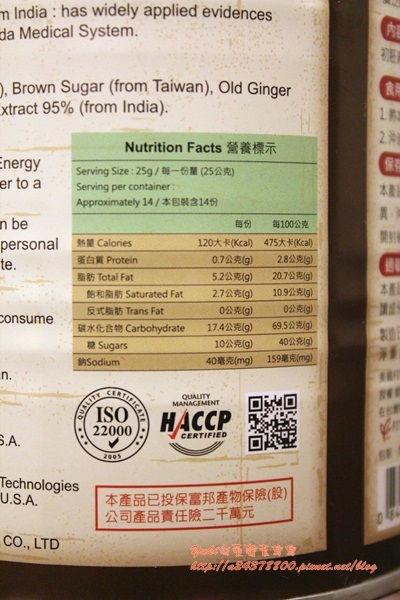 m India : has widely applied evidences
da Medical System.
), Brown Sugar (from Taiwan), Old Ginger
Extract 95% (from India).
Energy
er to a
n be
personal
te.
consume
an.
S.A.
Technologies
U.S.A.
CO., LTD
Nutrition Facts 營養標示
Serving Size : 25g / 每一份量 (25公克)
Serving per container :
Approximately 14 / 本包裝含14份
每份 每100公克
熱量 Calories 120大卡(Kcal) 475大卡(Kcal)
蛋白質 Protein 0.7公克(g) 2.8公克(g)
脂肪 Total Fat 5.2公克(g) 20.7公克(g)
飽和脂肪 Saturated Fat 2.7公克(g) 10.9公克(g)
反式脂肪 Trans Fat 0公克(g) 0公克(g)
碳水化合物 Carbohydrate 17.4公克(g) 69.5公克(g)
糖 Sugars 10公克(g) 40公克(g)
鈉Sodium 40毫克(mg) 159毫克(mg)
QUALITY CERTIFICATE
ISO
22000
2005
QUALITY
MANAGEMENT
HACCP
CERTIFIED
本產品已投保富邦產物保險(股)
公司產品責任險二千萬元
http://a24378800.pixnet.net/blog